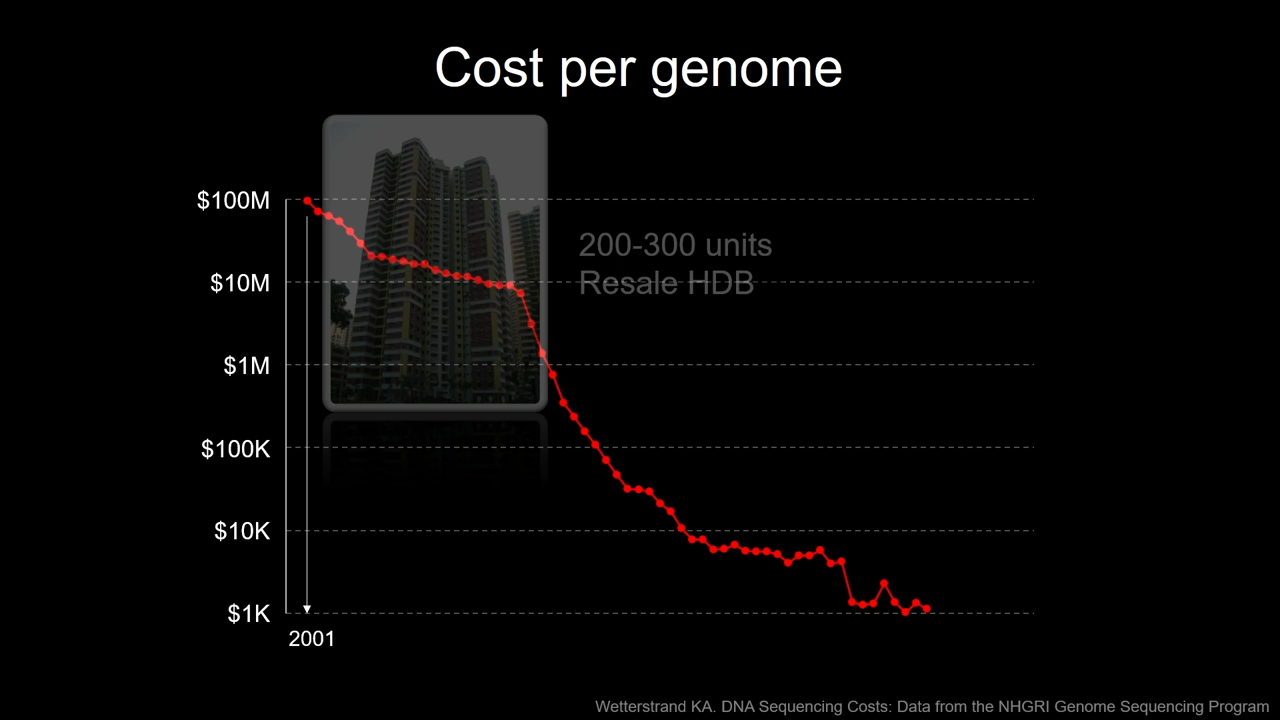 Cost per genome
$100M
200-300 units
$10M
Resale HDB
$1M
$100K
$10K
$1K
2001
Wetterstrand KA. DNA Sequencing Costs: Data from the NHGRI Genome Sequencing Program